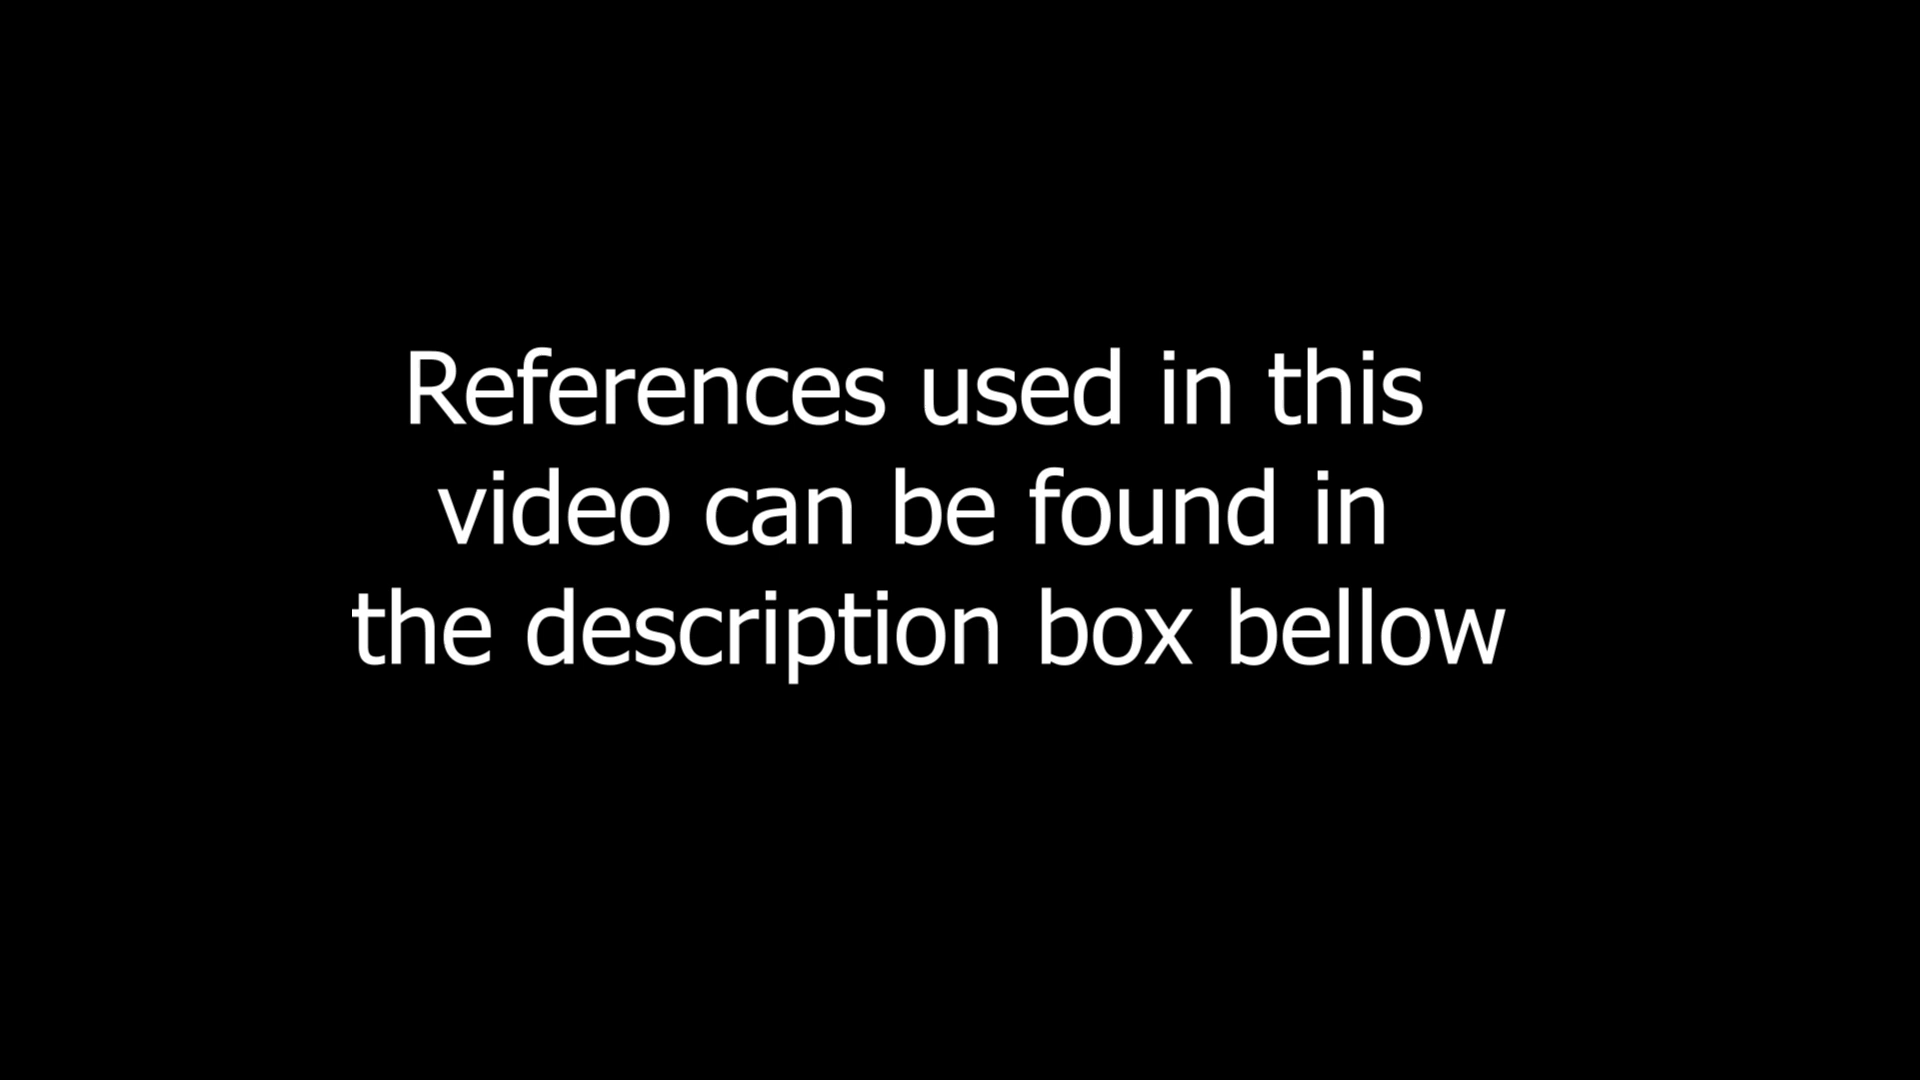 References used in this
video can be found in
the description box bellow